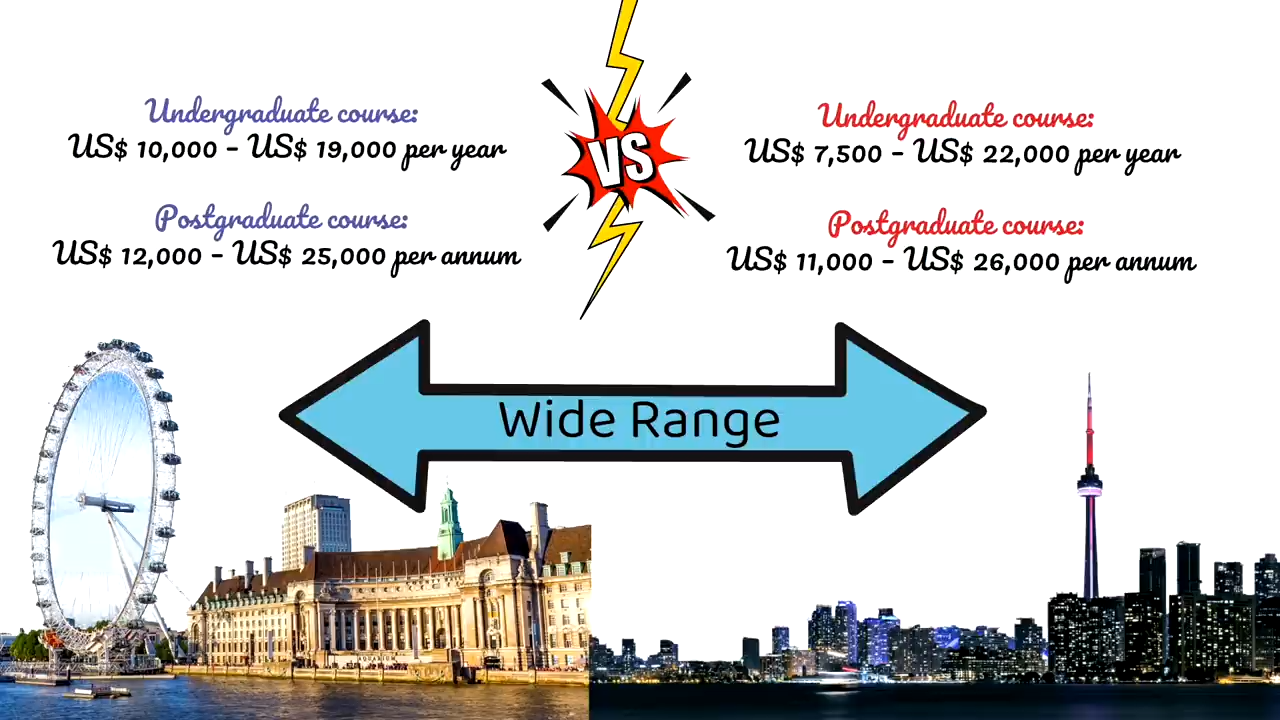 Undergraduate course:
US$ 10,000 – US$ 19,000 per year
Postgraduate course:
US$ 12,000 – US$ 25,000 per annum
VS
Undergraduate course:
US$ 7,500 – US$ 22,000 per year
Postgraduate course:
US$ 11,000 – US$ 26,000 per annum
Wide Range
AQUARIUM